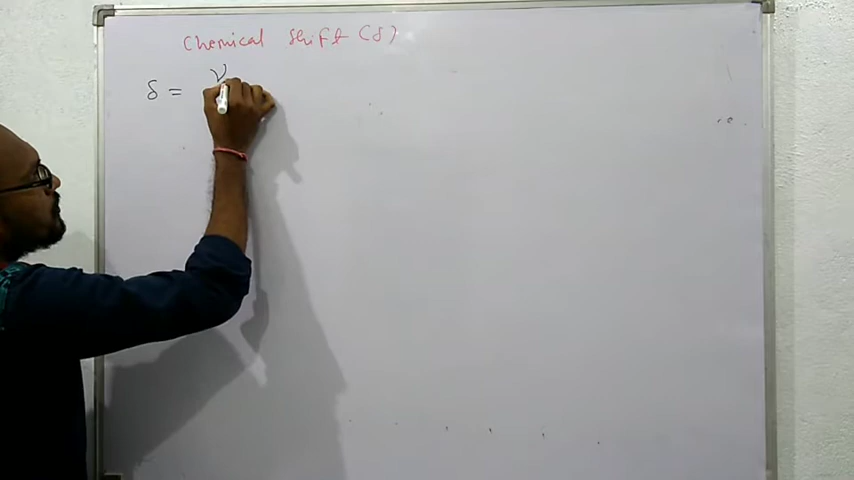 Chemical shift (δ)
δ = ν